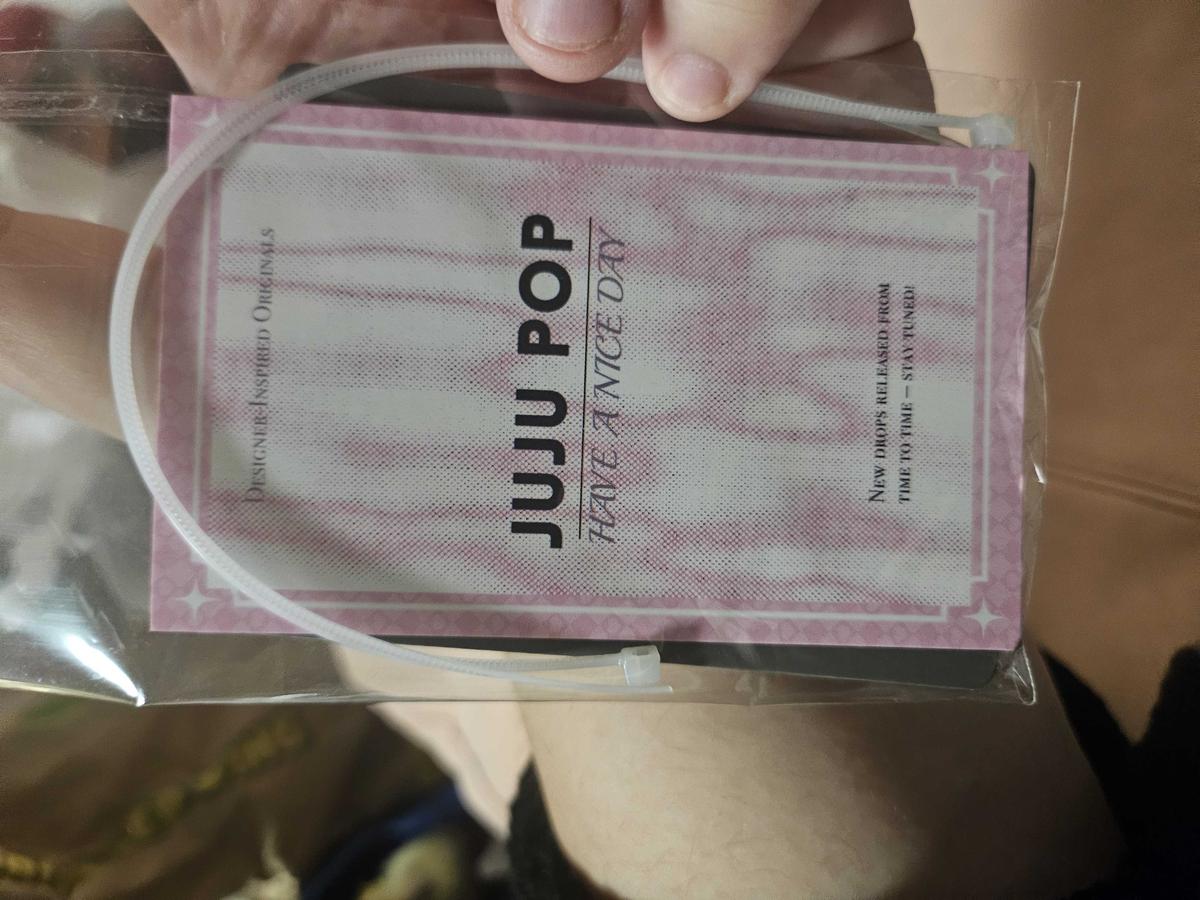 Designer-Inspired Originals
JUJU POP
HAVE A NICE DAY
New drops released from
time to time – stay tuned!